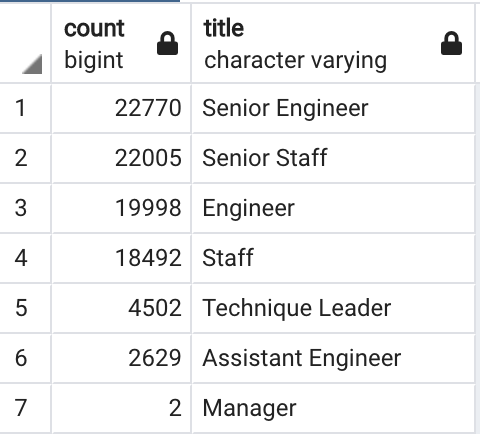 count title
bigint character varying
1 22770 Senior Engineer
2 22005 Senior Staff
3 19998 Engineer
4 18492 Staff
5 4502 Technique Leader
6 2629 Assistant Engineer
7 2 Manager